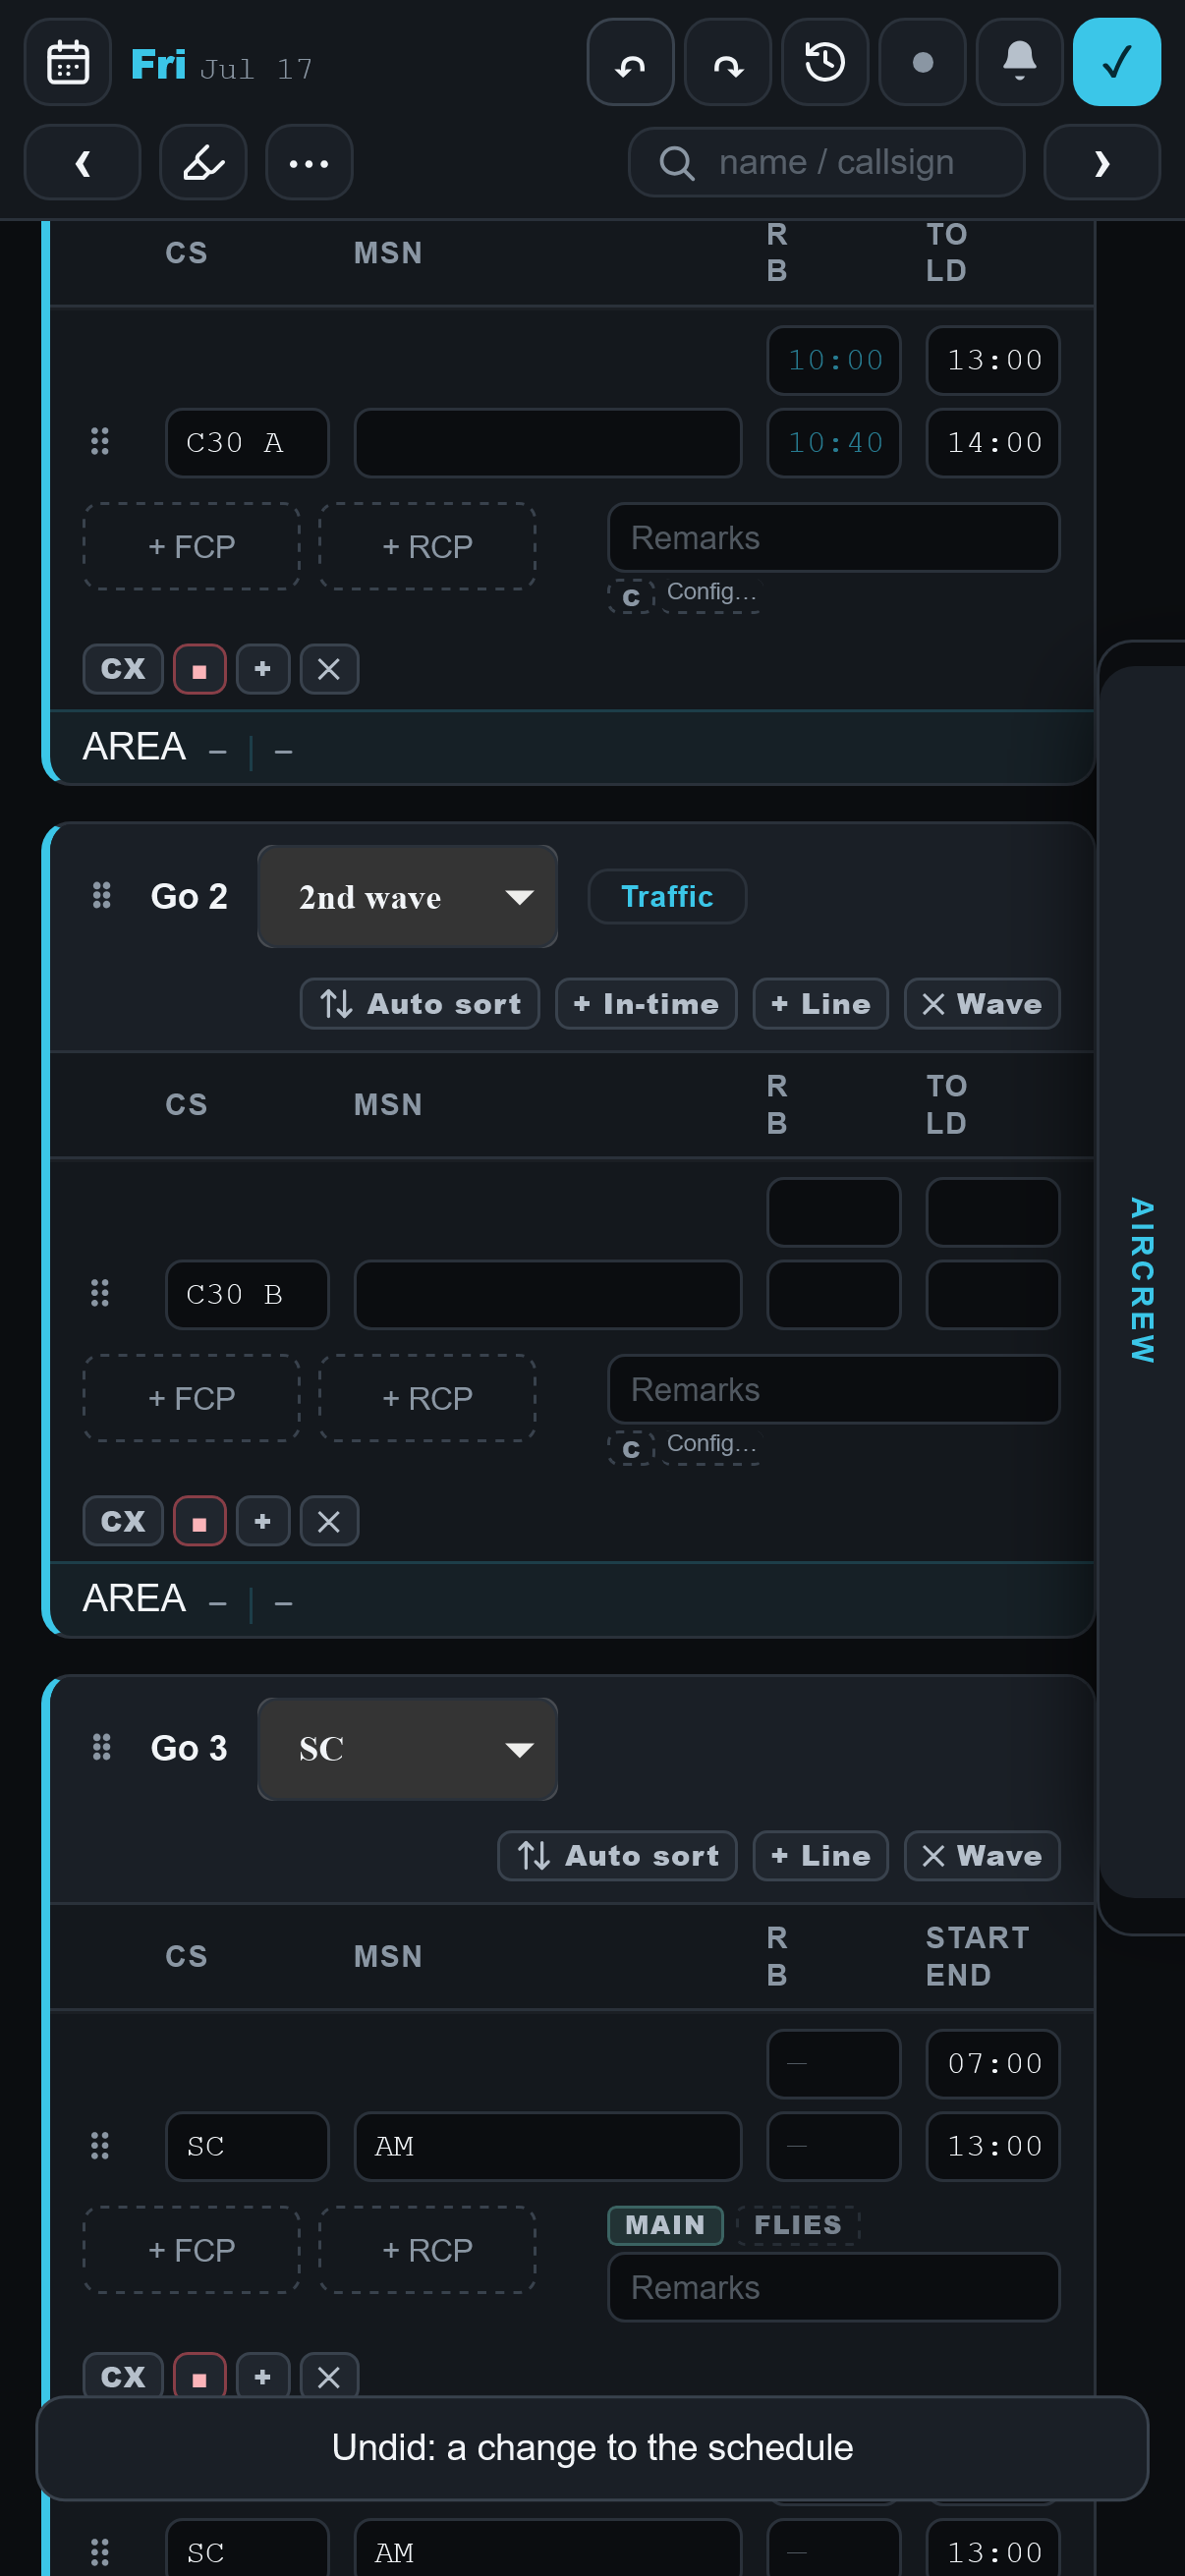 Fri Jul 17
name / callsign
CS MSN R B TO LD
10:00 13:00
C30 A 10:40 14:00
+ FCP + RCP Remarks
C Config...
CX + ×
AREA – | –
Go 2 2nd wave Traffic
Auto sort + In-time + Line × Wave
CS MSN R B TO LD
C30 B
+ FCP + RCP Remarks
C Config...
CX + ×
AREA – | –
AIRCREW
Go 3 SC
Auto sort + Line × Wave
CS MSN R B START END
— 07:00
SC AM — 13:00
MAIN FLIES
+ FCP + RCP Remarks
CX + ×
Undid: a change to the schedule
SC AM — 13:00